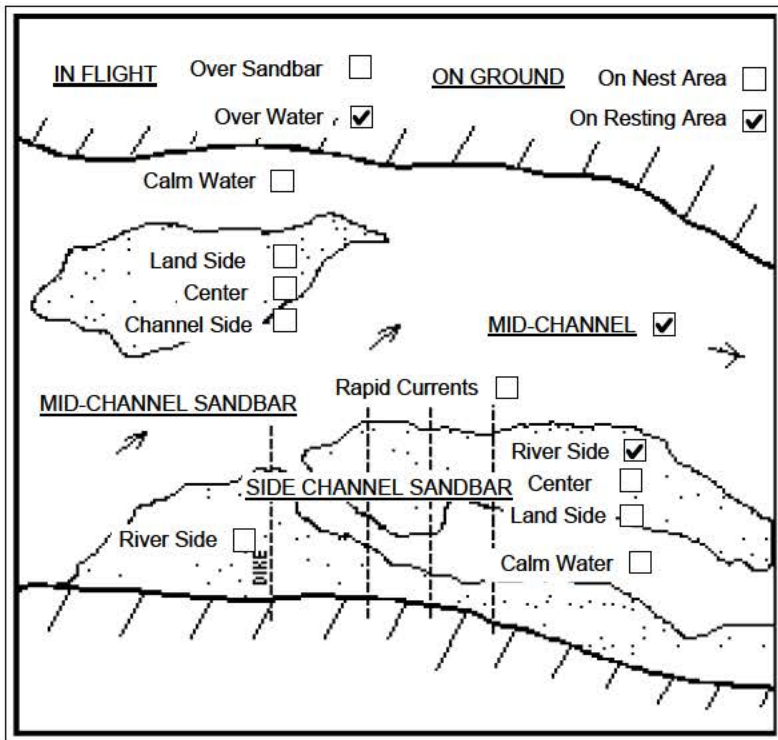 IN FLIGHT Over Sandbar ☐ ON GROUND On Nest Area ☐
Over Water ☑ On Resting Area ☑
Calm Water ☐
Land Side ☐
Center ☐
Channel Side ☐
MID-CHANNEL ☑
Rapid Currents ☐
MID-CHANNEL SANDBAR
River Side ☑
SIDE CHANNEL SANDBAR Center ☐
Land Side ☐
River Side ☐
DIKE
Calm Water ☐